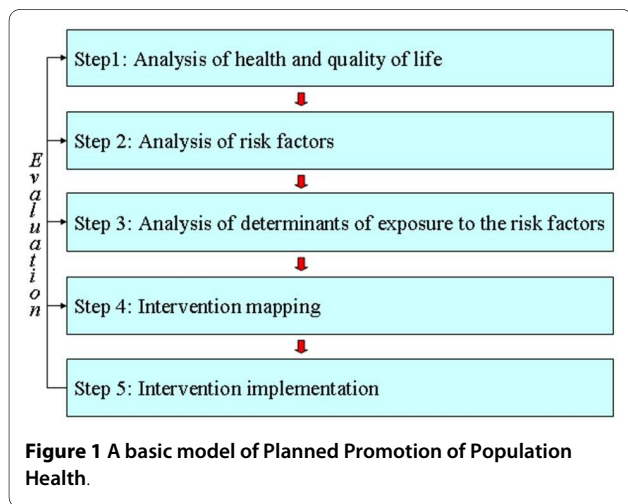 Step1: Analysis of health and quality of life
Step 2: Analysis of risk factors
Step 3: Analysis of determinants of exposure to the risk factors
Step 4: Intervention mapping
Step 5: Intervention implementation
Evaluation
Figure 1 A basic model of Planned Promotion of Population
Health.